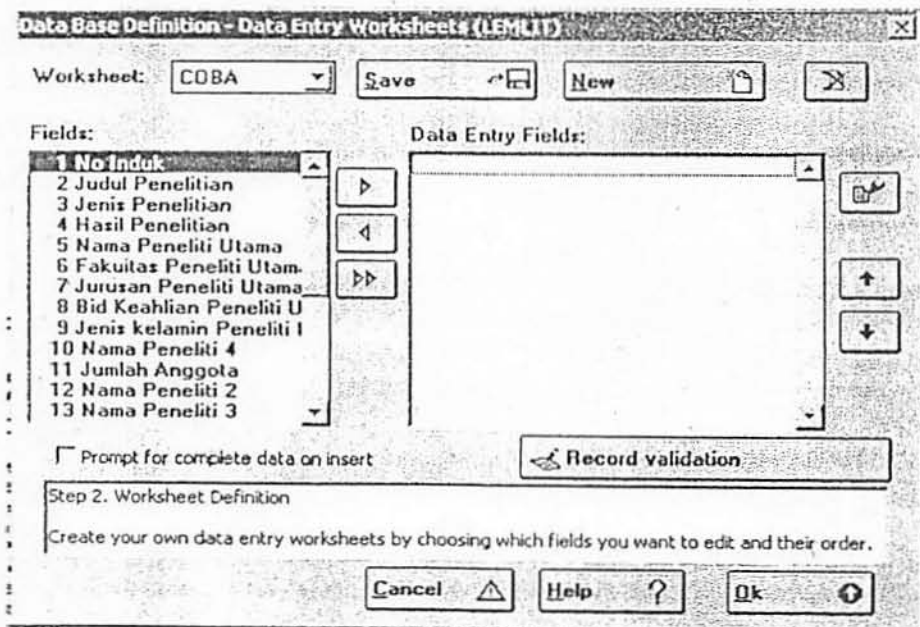 Data Base Definition - Data Entry Worksheets (LEMLIT)
Worksheet: COBA Save New
Fields:
Data Entry Fields:
1 No Induk
2 Judul Penelitian
3 Jenis Penelitian
4 Hasil Penelitian
5 Nama Peneliti Utama
6 Fakultas Peneliti Utam
7 Jurusan Peneliti Utama
8 Bid Keahlian Peneliti U
9 Jenis kelamin Peneliti
10 Nama Peneliti 4
11 Jumlah Anggota
12 Nama Peneliti 2
13 Nama Peneliti 3
Prompt for complete data on insert
Record validation
Step 2. Worksheet Definition
Create your own data entry worksheets by choosing which fields you want to edit and their order.
Cancel Help ? Ok